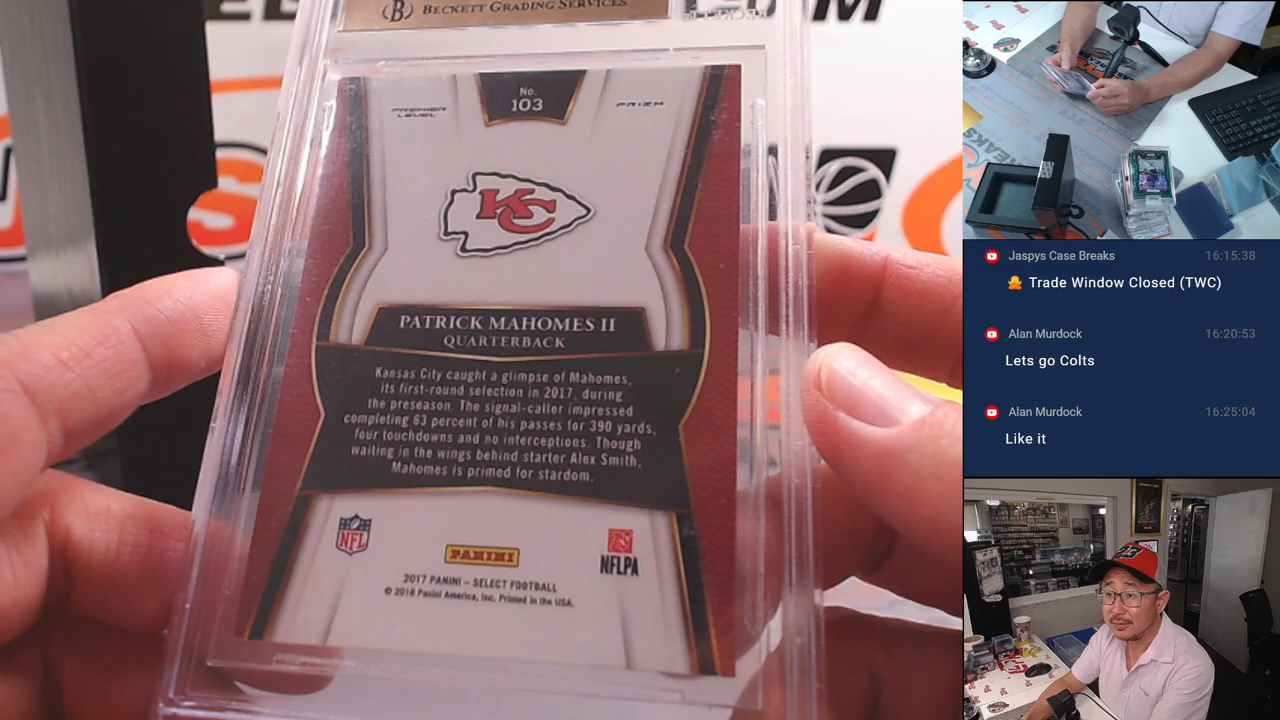 BECKETT GRADING SERVICES
No.
103
PREMIER
LEVEL
PRIZM
KC
PATRICK MAHOMES II
QUARTERBACK
Kansas City caught a glimpse of Mahomes,
its first-round selection in 2017, during
the preseason. The signal-caller impressed
completing 63 percent of his passes for 390 yards,
four touchdowns and no interceptions. Though
waiting in the wings behind starter Alex Smith,
Mahomes is primed for stardom.
NFL
PANINI
NFLPA
2017 PANINI – SELECT FOOTBALL
© 2018 Panini America, Inc. Printed in the USA.
Jaspys Case Breaks 16:15:38
Trade Window Closed (TWC)
Alan Murdock 16:20:53
Lets go Colts
Alan Murdock 16:25:04
Like it